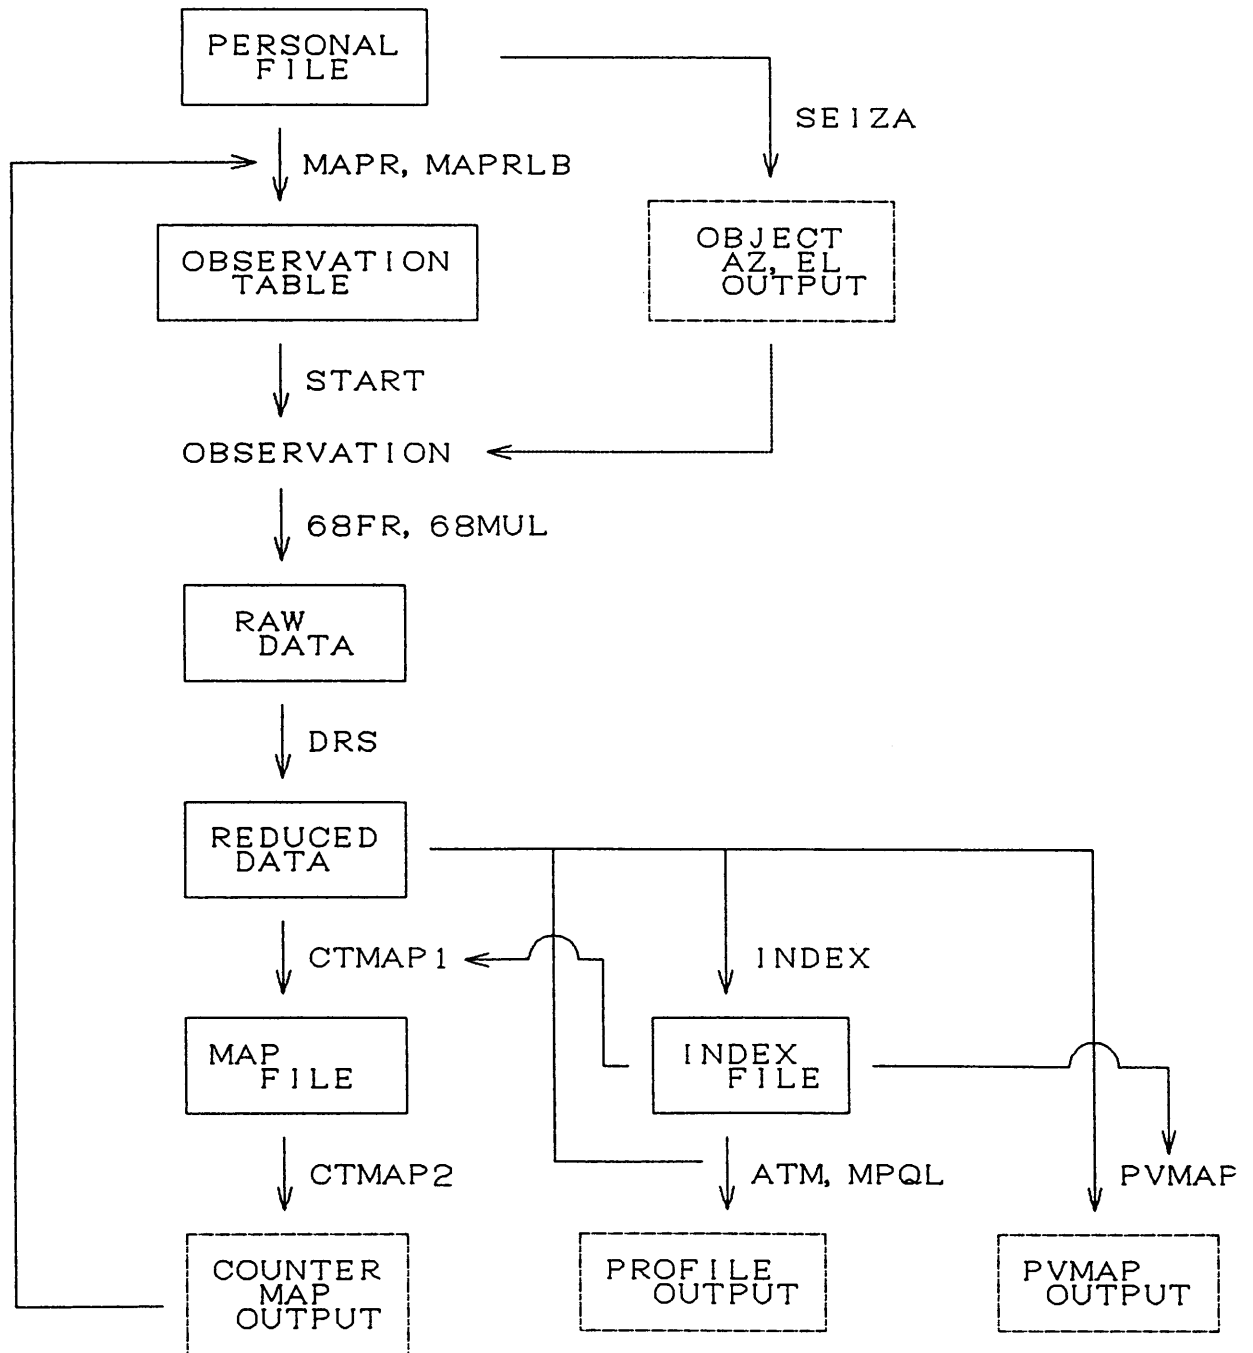 PERSONAL
FILE
SEIZA
MAPR, MAPRLB
OBSERVATION
TABLE
OBJECT
AZ, EL
OUTPUT
START
OBSERVATION
68FR, 68MUL
RAW
DATA
DRS
REDUCED
DATA
CTMAP1
INDEX
MAP
FILE
INDEX
FILE
CTMAP2
ATM, MPQL
PVMAP
COUNTER
MAP
OUTPUT
PROFILE
OUTPUT
PVMAP
OUTPUT